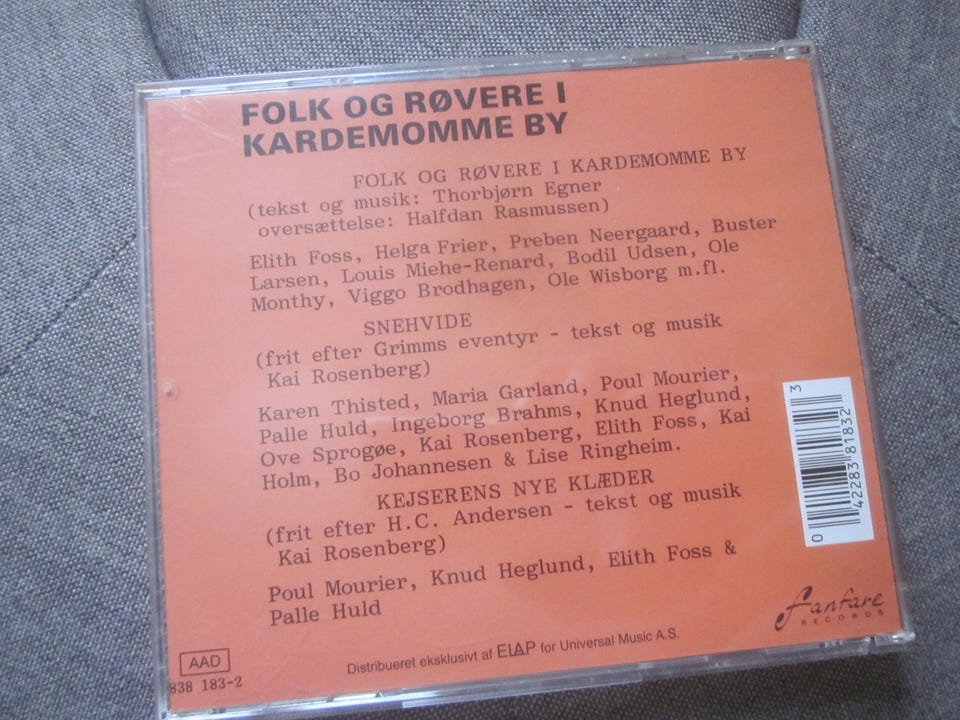 FOLK OG RØVERE I
KARDEMOMME BY
FOLK OG RØVERE I KARDEMOMME BY
(tekst og musik: Thorbjørn Egner
oversættelse: Halfdan Rasmussen)
Elith Foss, Helga Frier, Preben Neergaard, Buster
Larsen, Louis Miehe-Renard, Bodil Udsen, Ole
Monthy, Viggo Brodhagen, Ole Wisborg m.fl.
SNEHVIDE
(frit efter Grimms eventyr - tekst og musik
Kai Rosenberg)
Karen Thisted, Maria Garland, Poul Mourier,
Palle Huld, Ingeborg Brahms, Knud Heglund,
Ove Sprogøe, Kai Rosenberg, Elith Foss, Kai
Holm, Bo Johannesen & Lise Ringheim.
KEJSERENS NYE KLÆDER
(frit efter H.C. Andersen - tekst og musik
Kai Rosenberg)
Poul Mourier, Knud Heglund, Elith Foss &
Palle Huld
0 42283 81832 3
fanfare
RECORDS
AAD
838 183-2
Distribueret eksklusivt af ELAP for Universal Music A.S.